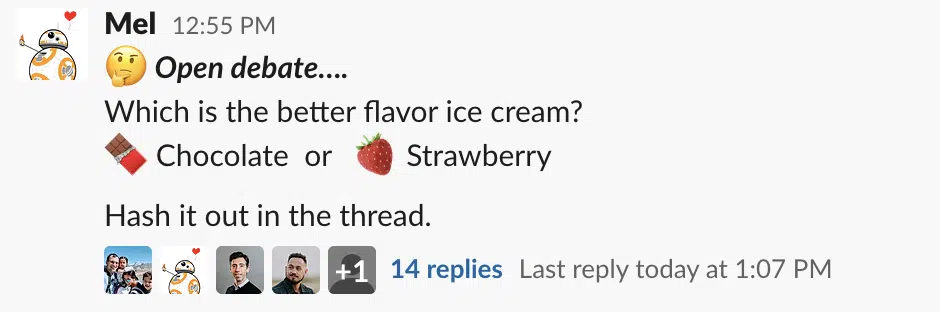 Mel 12:55 PM
🤔 Open debate....
Which is the better flavor ice cream?
🍫 Chocolate or 🍓 Strawberry
Hash it out in the thread.
+1 14 replies Last reply today at 1:07 PM